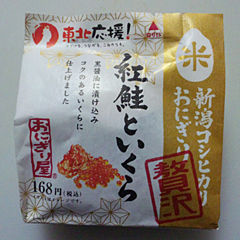 東北応援!
米
新潟コシヒカリ
おにぎり
贅沢
紅鮭といくら
黒醤油に漬け込み
コクのあるいくらに
仕上げました
おにぎり屋
168円(税込)